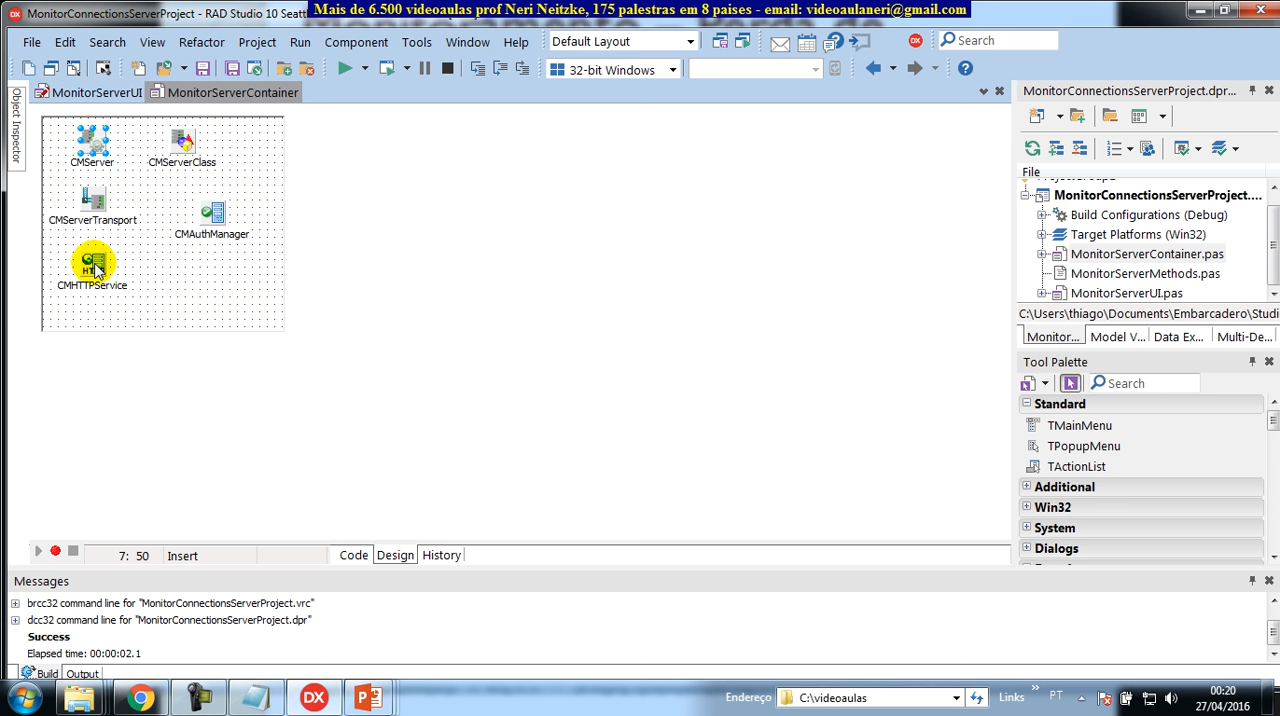 MonitorConnectionsServerProject - RAD Studio 10 Seatt
Mais de 6.500 videoaulas prof Neri Neitzke, 175 palestras em 8 paises - email: videoaulaneri@gmail.com
File Edit Search View Refactor Project Run Component Tools Window Help Default Layout DX Search
32-bit Windows
MonitorServerUI MonitorServerContainer
Object Inspector
CMServer CMServerClass
CMServerTransport CMAuthManager
CMHTTPService
7: 50 Insert Code Design History
MonitorConnectionsServerProject.dpr...
File
MonitorConnectionsServerProject....
Build Configurations (Debug)
Target Platforms (Win32)
MonitorServerContainer.pas
MonitorServerMethods.pas
MonitorServerUI.pas
C:\Users\thiago\Documents\Embarcadero\Studi
Monitor... Model V... Data Ex... Multi-De...
Tool Palette
Search
Standard
TMainMenu
TPopupMenu
TActionList
Additional
Win32
System
Dialogs
Messages
brcc32 command line for "MonitorConnectionsServerProject.vrc"
dcc32 command line for "MonitorConnectionsServerProject.dpr"
Success
Elapsed time: 00:00:02.1
Build Output
DX Endereço C:\videoaulas Links » PT 00:20
27/04/2016